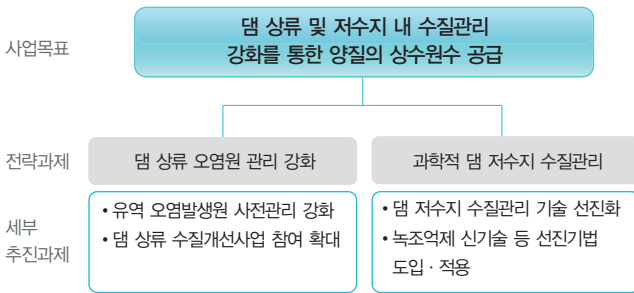 사업목표
댐 상류 및 저수지 내 수질관리
강화를 통한 양질의 상수원수 공급
전략과제
댐 상류 오염원 관리 강화
과학적 댐 저수지 수질관리
세부
추진과제
• 유역 오염발생원 사전관리 강화
• 댐 상류 수질개선사업 참여 확대
• 댐 저수지 수질관리 기술 선진화
• 녹조억제 신기술 등 선진기법
도입 · 적용